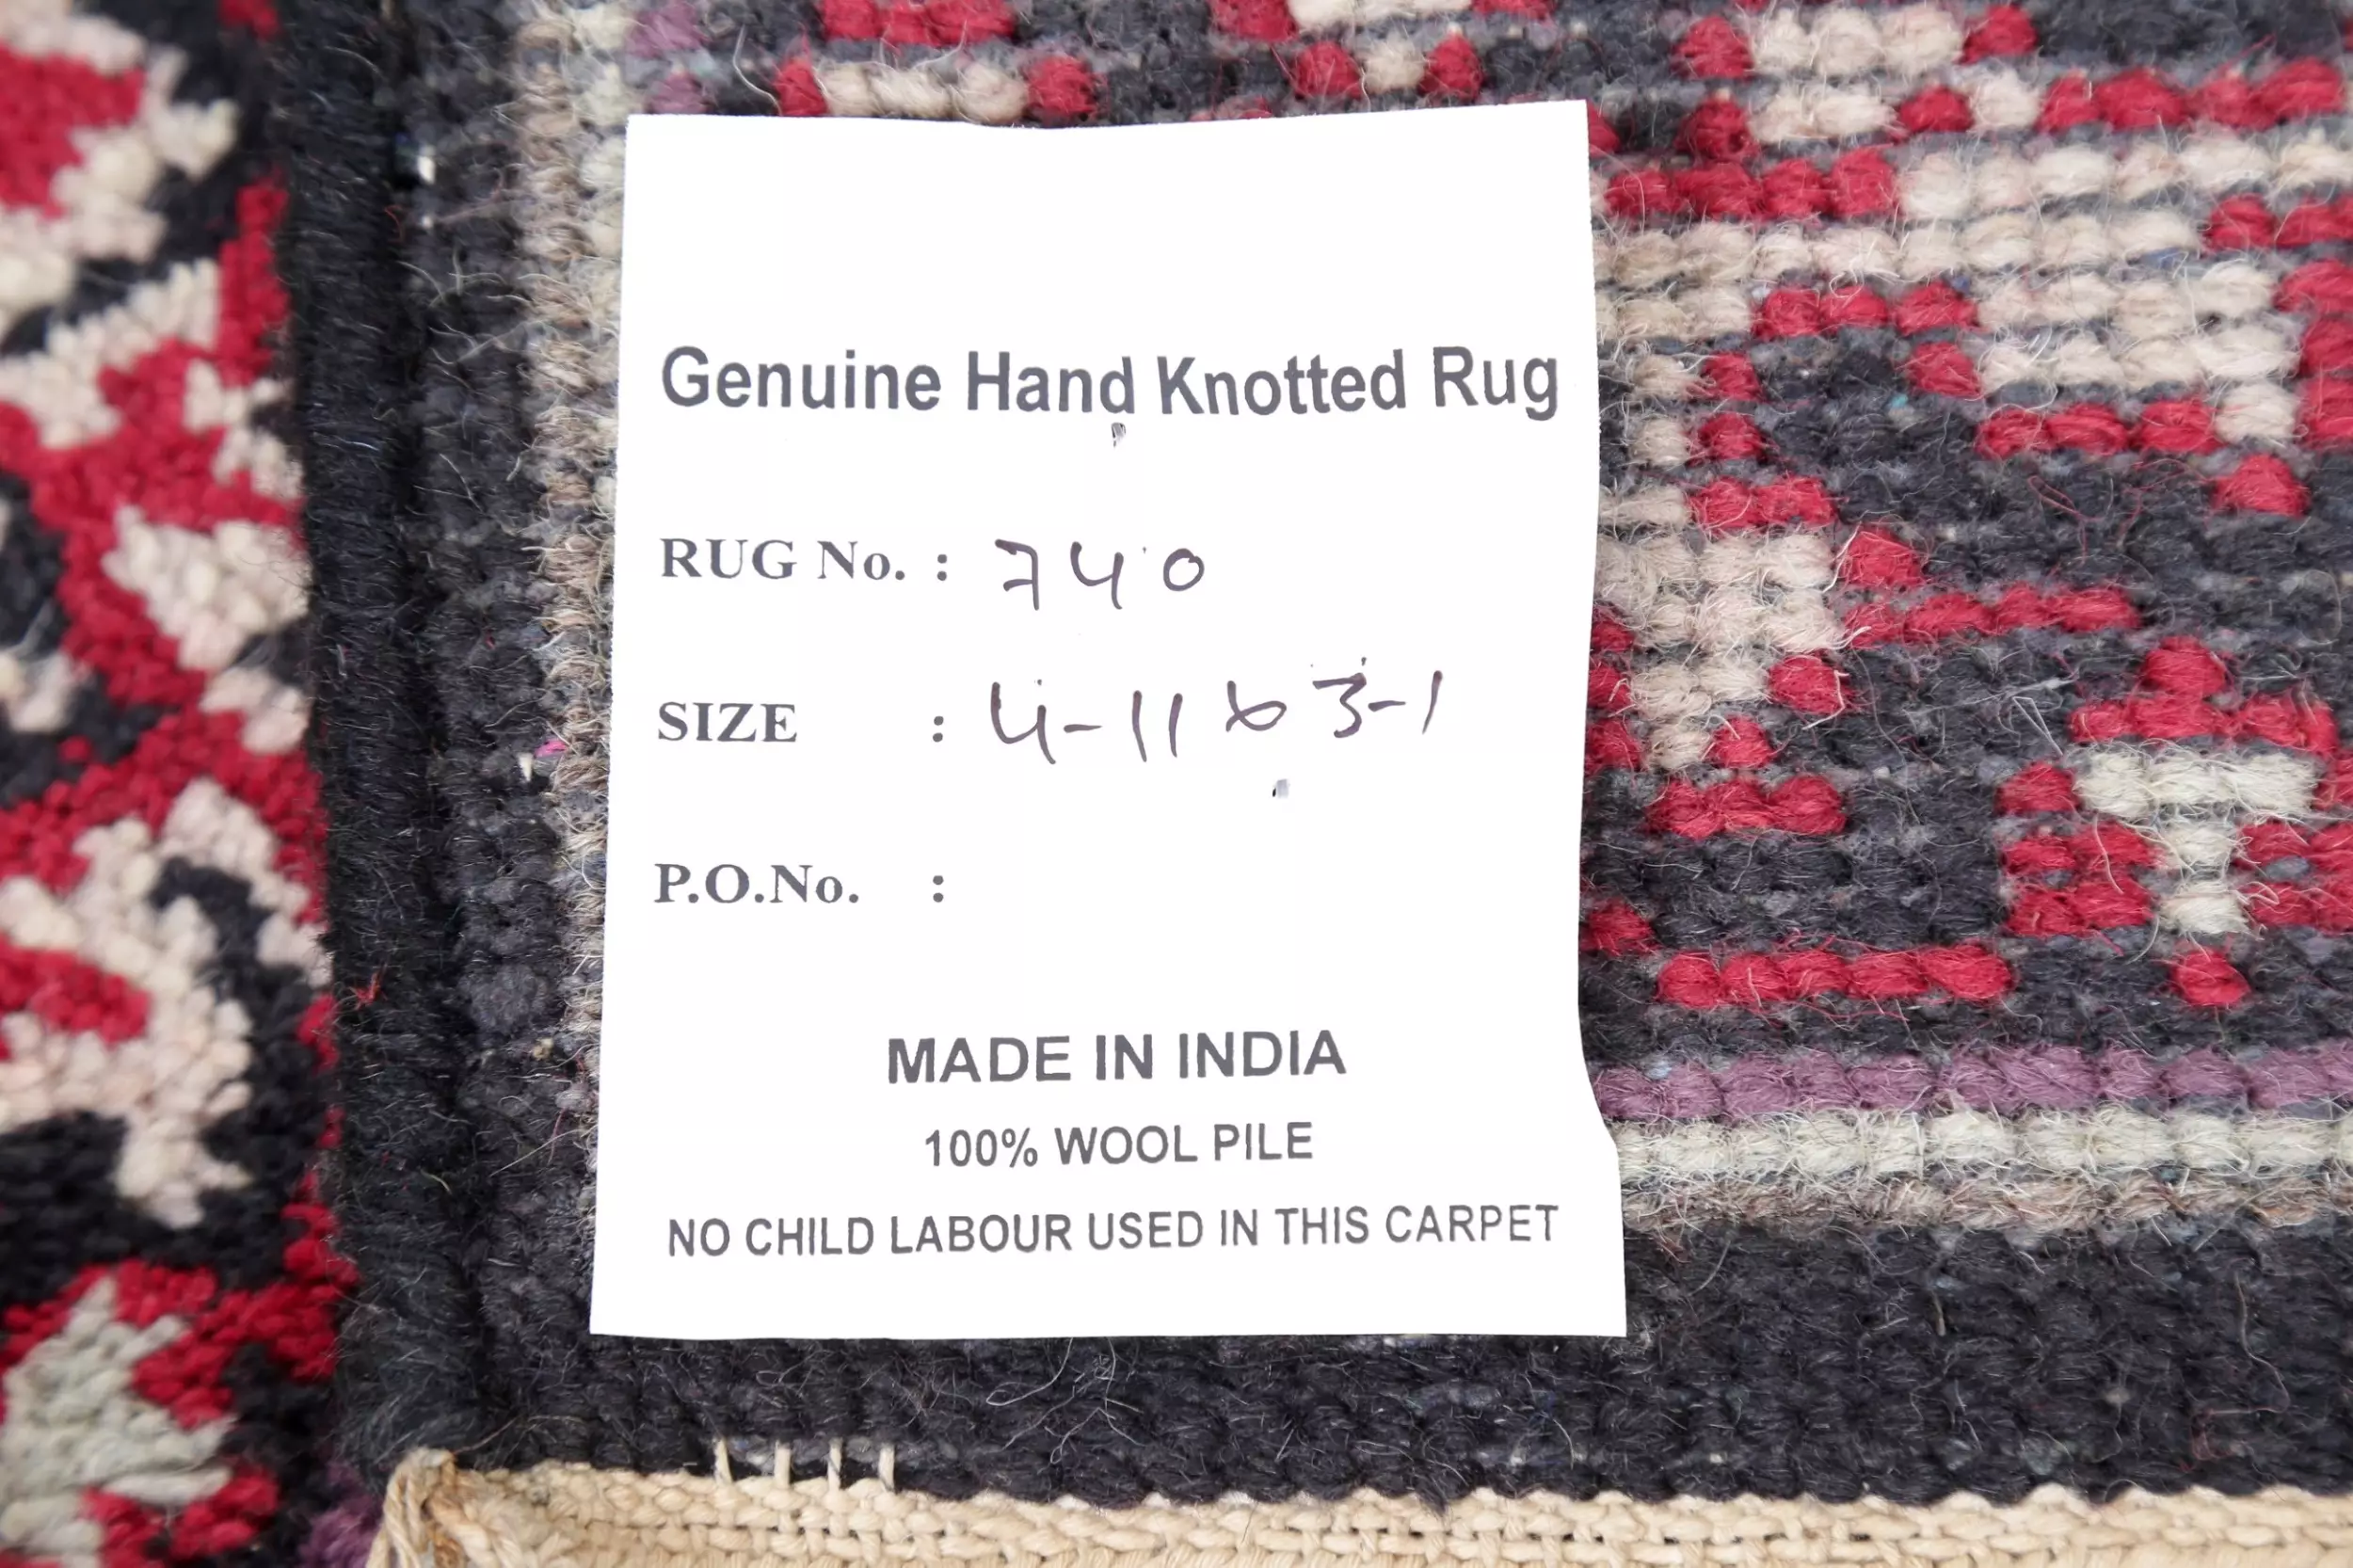 Genuine Hand Knotted Rug
RUG No. : 740
SIZE : 4-11 x 3-1
P.O.No. :
MADE IN INDIA
100% WOOL PILE
NO CHILD LABOUR USED IN THIS CARPET